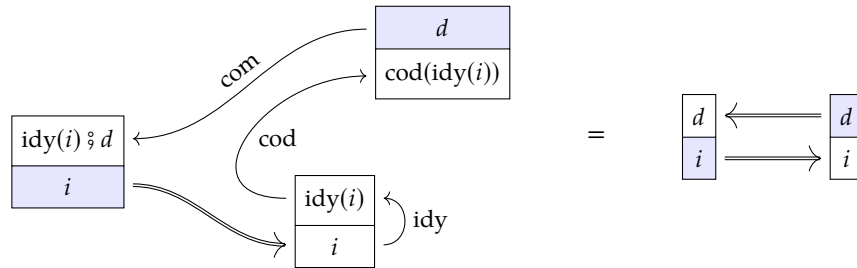 d
com
cod(idy(i))
idy(i) ⨟ d
cod
=
d
d
i
i
i
idy(i)
idy
i